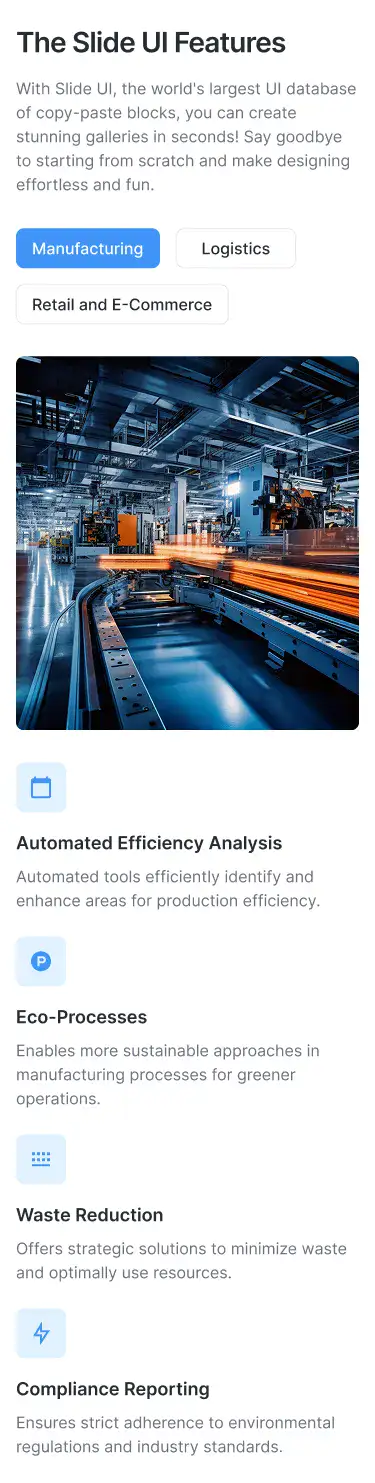 The Slide UI Features
With Slide UI, the world's largest UI database
of copy-paste blocks, you can create
stunning galleries in seconds! Say goodbye
to starting from scratch and make designing
effortless and fun.
Manufacturing
Logistics
Retail and E-Commerce
Automated Efficiency Analysis
Automated tools efficiently identify and
enhance areas for production efficiency.
P
Eco-Processes
Enables more sustainable approaches in
manufacturing processes for greener
operations.
Waste Reduction
Offers strategic solutions to minimize waste
and optimally use resources.
Compliance Reporting
Ensures strict adherence to environmental
regulations and industry standards.